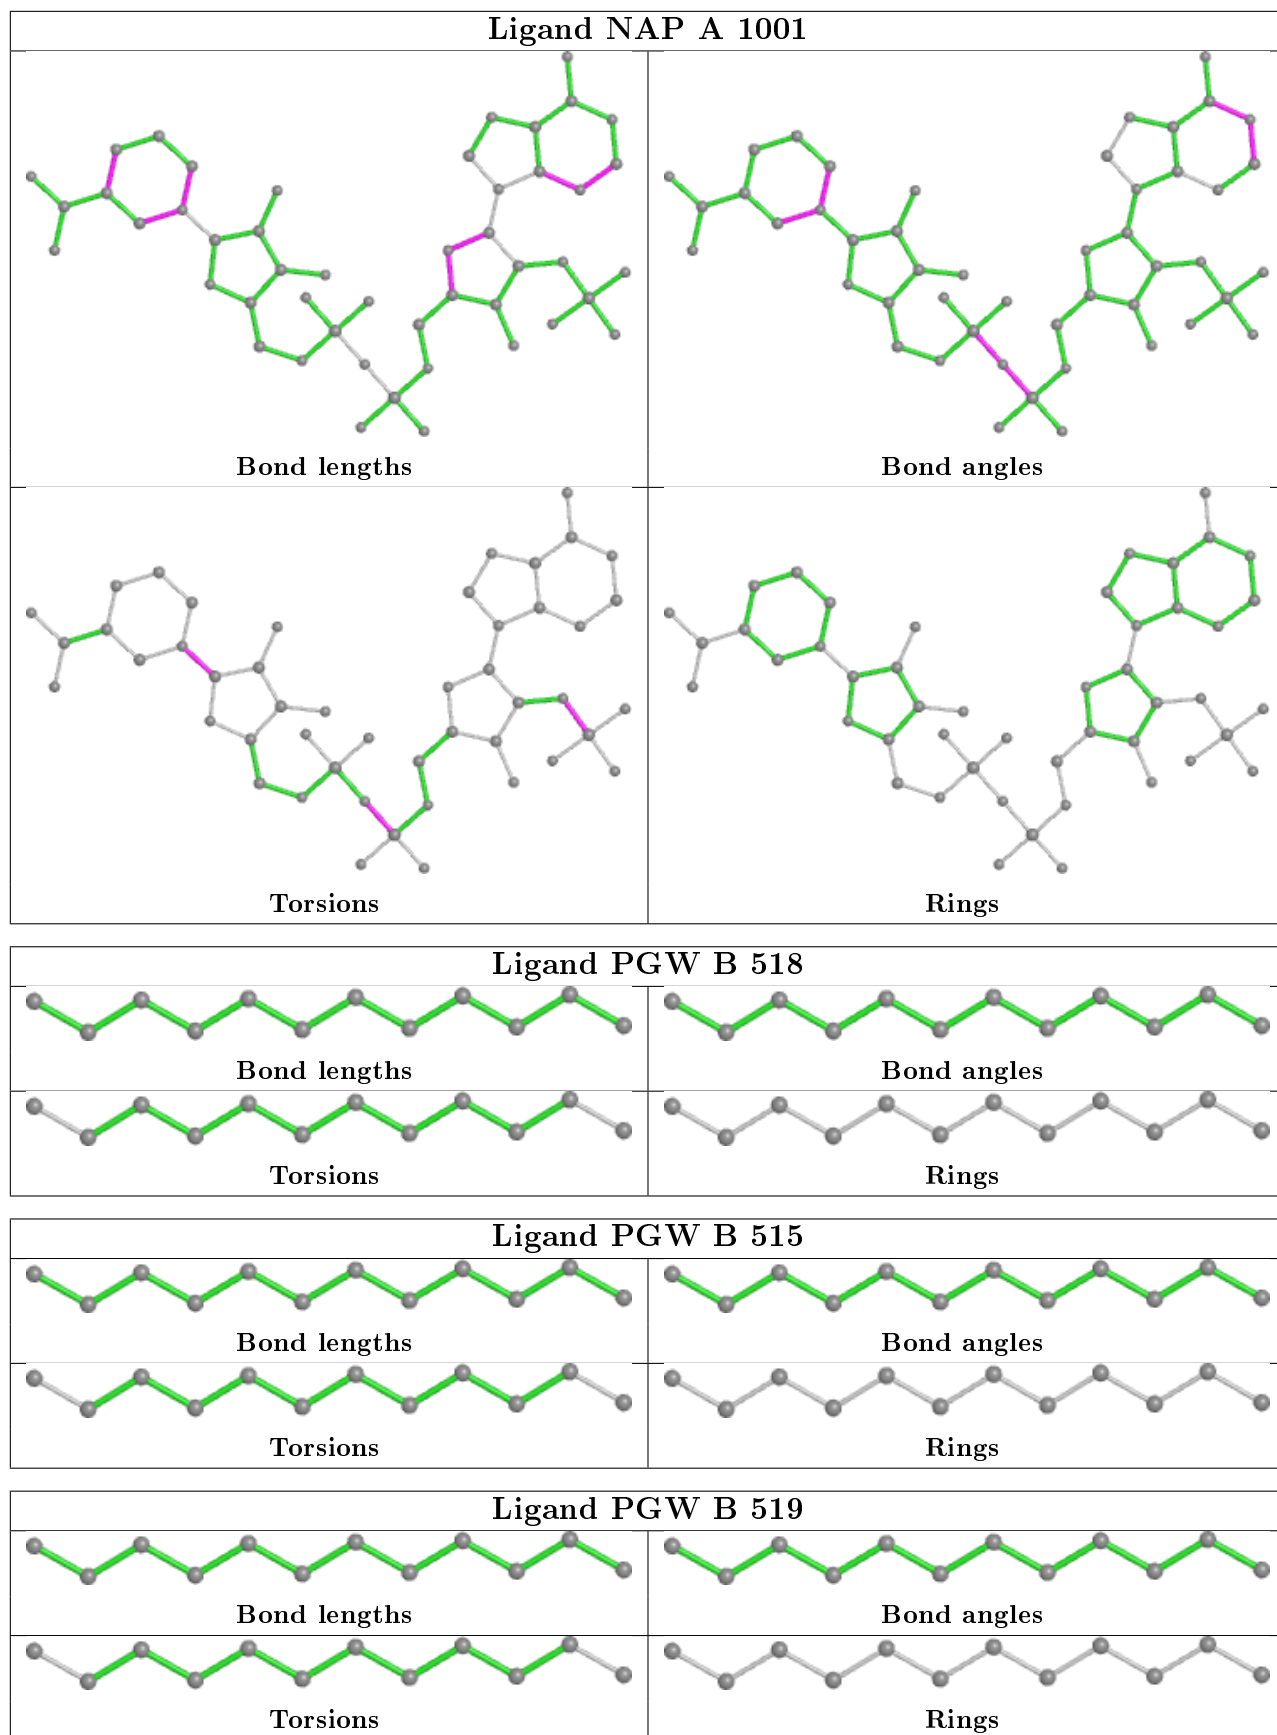 Ligand NAP A 1001
Bond lengths
Bond angles
Torsions
Rings
Ligand PGW B 518
Bond lengths
Bond angles
Torsions
Rings
Ligand PGW B 515
Bond lengths
Bond angles
Torsions
Rings
Ligand PGW B 519
Bond lengths
Bond angles
Torsions
Rings